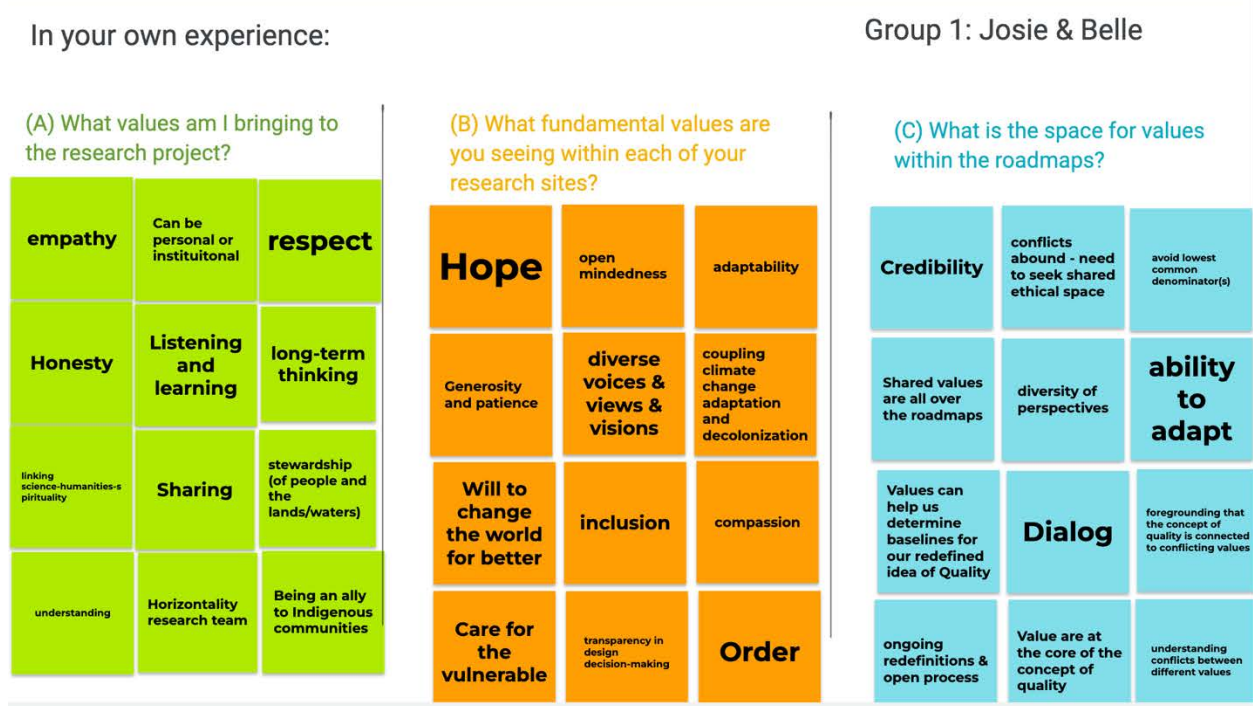 In your own experience:
Group 1: Josie & Belle
(A) What values am I bringing to
the research project?
empathy
Can be
personal or
instituitonal
respect
Honesty
Listening
and
learning
long-term
thinking
linking
science-humanities-s
pirituality
Sharing
stewardship
(of people and
the
lands/waters)
understanding
Horizontality
research team
Being an ally
to Indigenous
communities
(B) What fundamental values are
you seeing within each of your
research sites?
Hope
open
mindedness
adaptability
Generosity
and patience
diverse
voices &
views &
visions
coupling
climate
change
adaptation
and
decolonization
Will to
change
the world
for better
inclusion
compassion
Care for
the
vulnerable
transparency in
design
decision-making
Order
(C) What is the space for values
within the roadmaps?
Credibility
conflicts
abound - need
to seek shared
ethical space
avoid lowest
common
denominator(s)
Shared values
are all over
the roadmaps
diversity of
perspectives
ability
to
adapt
Values can
help us
determine
baselines for
our redefined
idea of Quality
Dialog
foregrounding that
the concept of
quality is connected
to conflicting values
ongoing
redefinitions &
open process
Value are at
the core of the
concept of
quality
understanding
conflicts between
different values